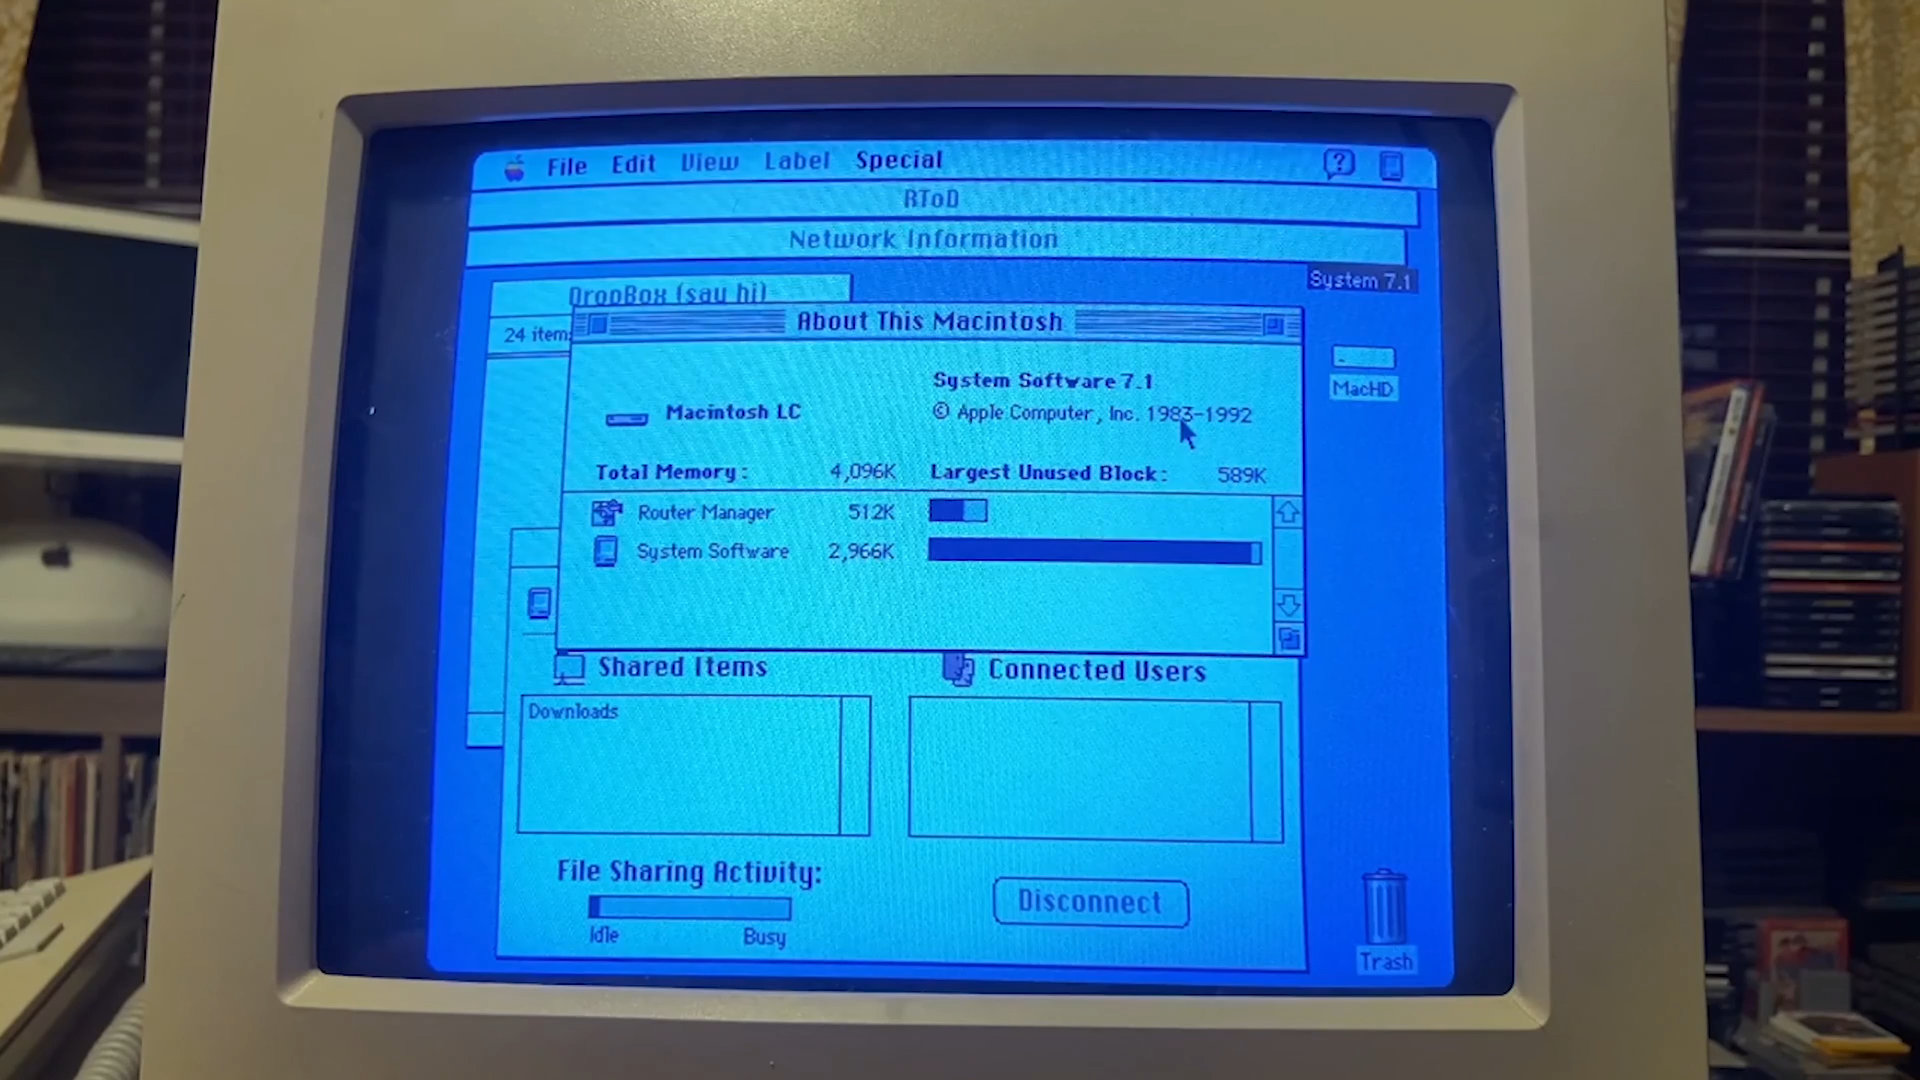 File Edit View Label Special
RToD
Network Information
System 7.1
DropBox (say hi)
24 item
About This Macintosh
System Software 7.1
Macintosh LC
© Apple Computer, Inc. 1983-1992
MacHD
Total Memory: 4,096K Largest Unused Block: 589K
Router Manager 512K
System Software 2,966K
Shared Items
Connected Users
Downloads
File Sharing Activity:
Disconnect
Idle Busy
Trash